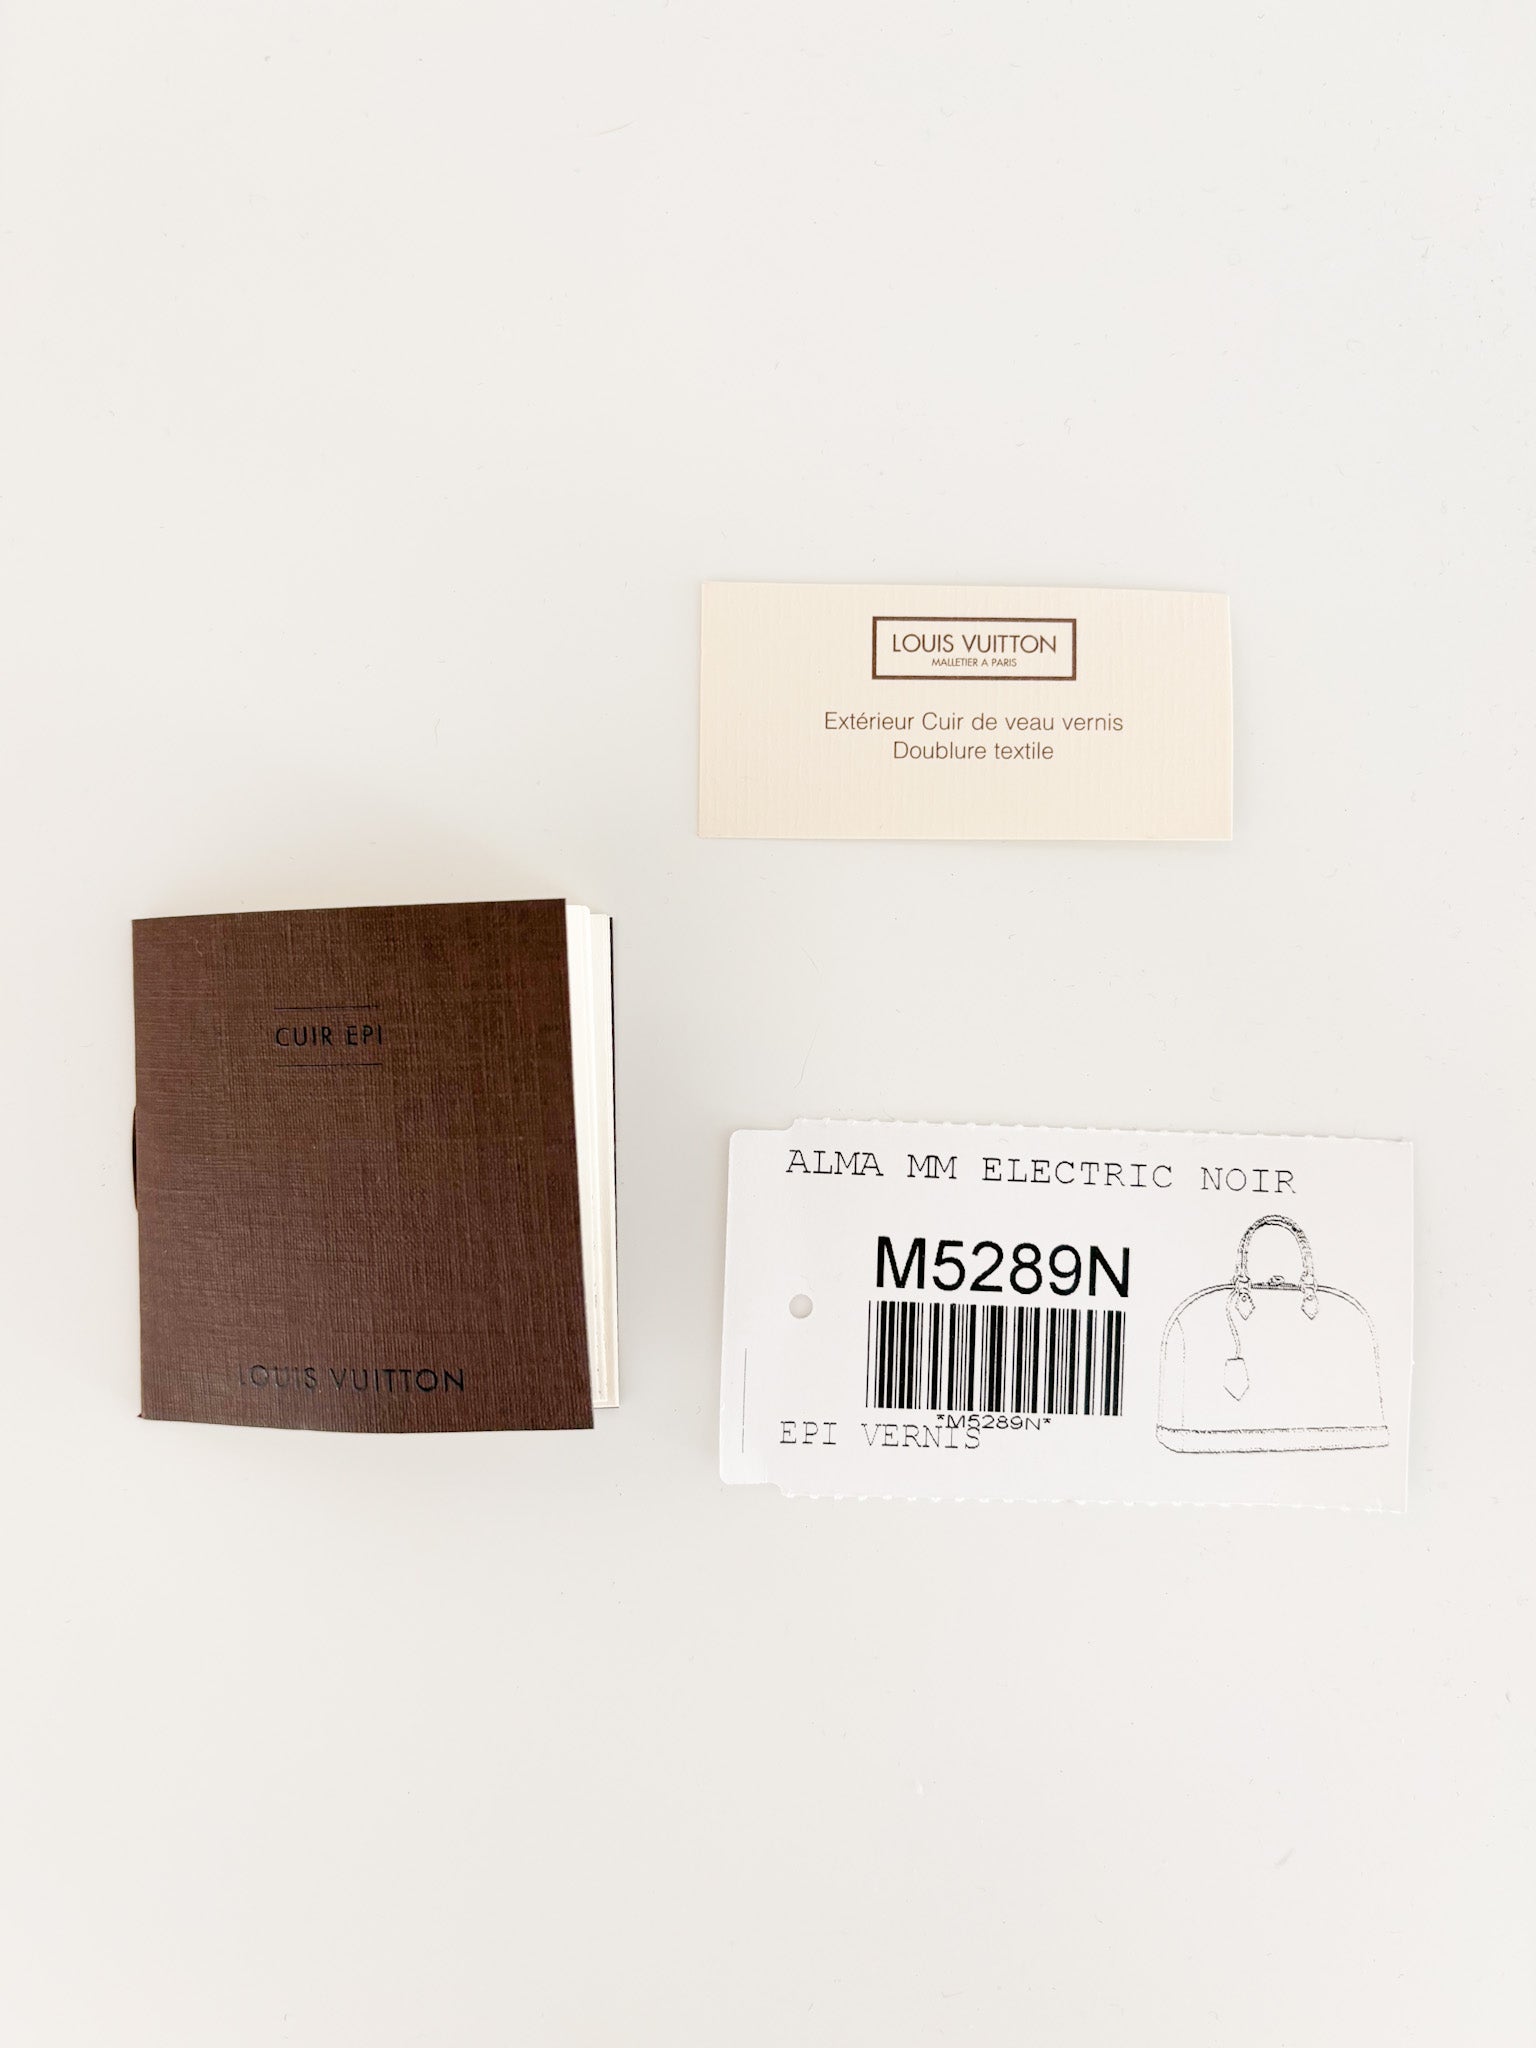 LOUIS VUITTON
MALLETIER A PARIS
Extérieur Cuir de veau vernis
Doublure textile
CUIR EPI
LOUIS VUITTON
ALMA MM ELECTRIC NOIR
M5289N
*M5289N*
EPI VERNIS